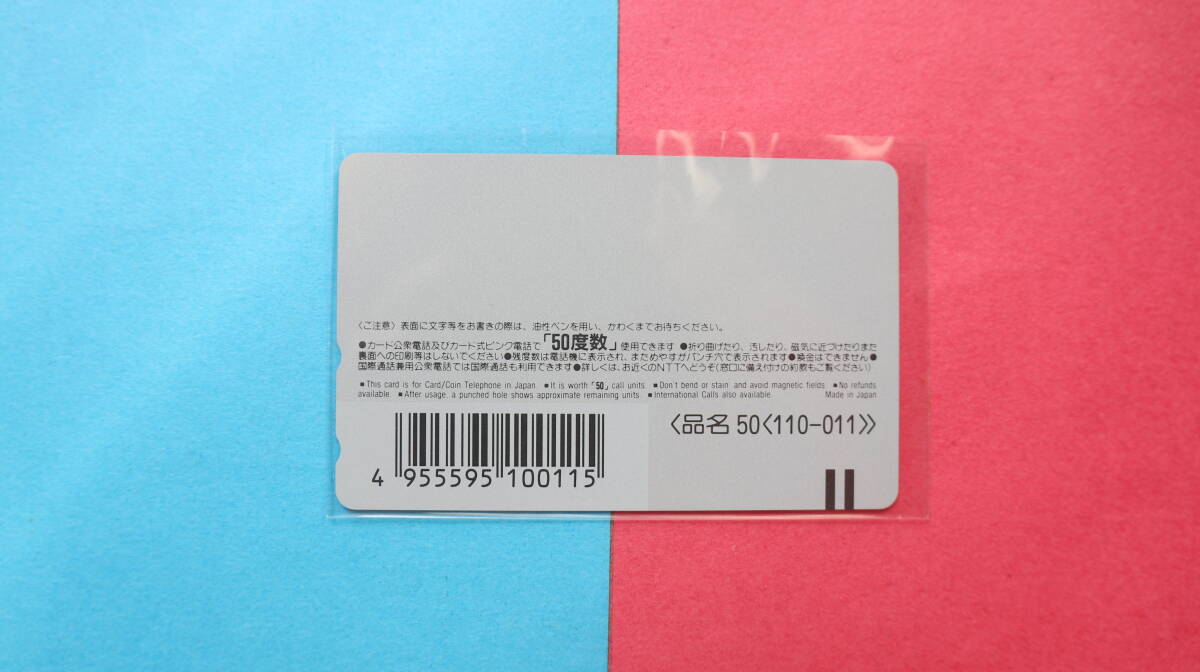 〈ご注意〉表面に文字等をお書きの際は、油性ペンを用い、かわくまでお待ちください。
●カード公衆電話及びカード式ピンク電話で「50度数」使用できます ●折り曲げたり、汚したり、磁気に近づけたりまた
裏面への印刷等はしないでください●残度数は電話機に表示され、まためやすがパンチ穴で表示されます●換金はできません●
国際通話兼用公衆電話では国際通話も利用できます●詳しくは、お近くのNTTへどうぞ(窓口に備え付けの約款もご覧ください)
■This card is for Card/Coin Telephone in Japan ■It is worth「50」call units ■Don't bend or stain and avoid magnetic fields ■No refunds
available ■After usage, a punched hole shows approximate remaining units ■International Calls also available Made in Japan
〈品名 50〈110-011〉〉
4 955595 100115